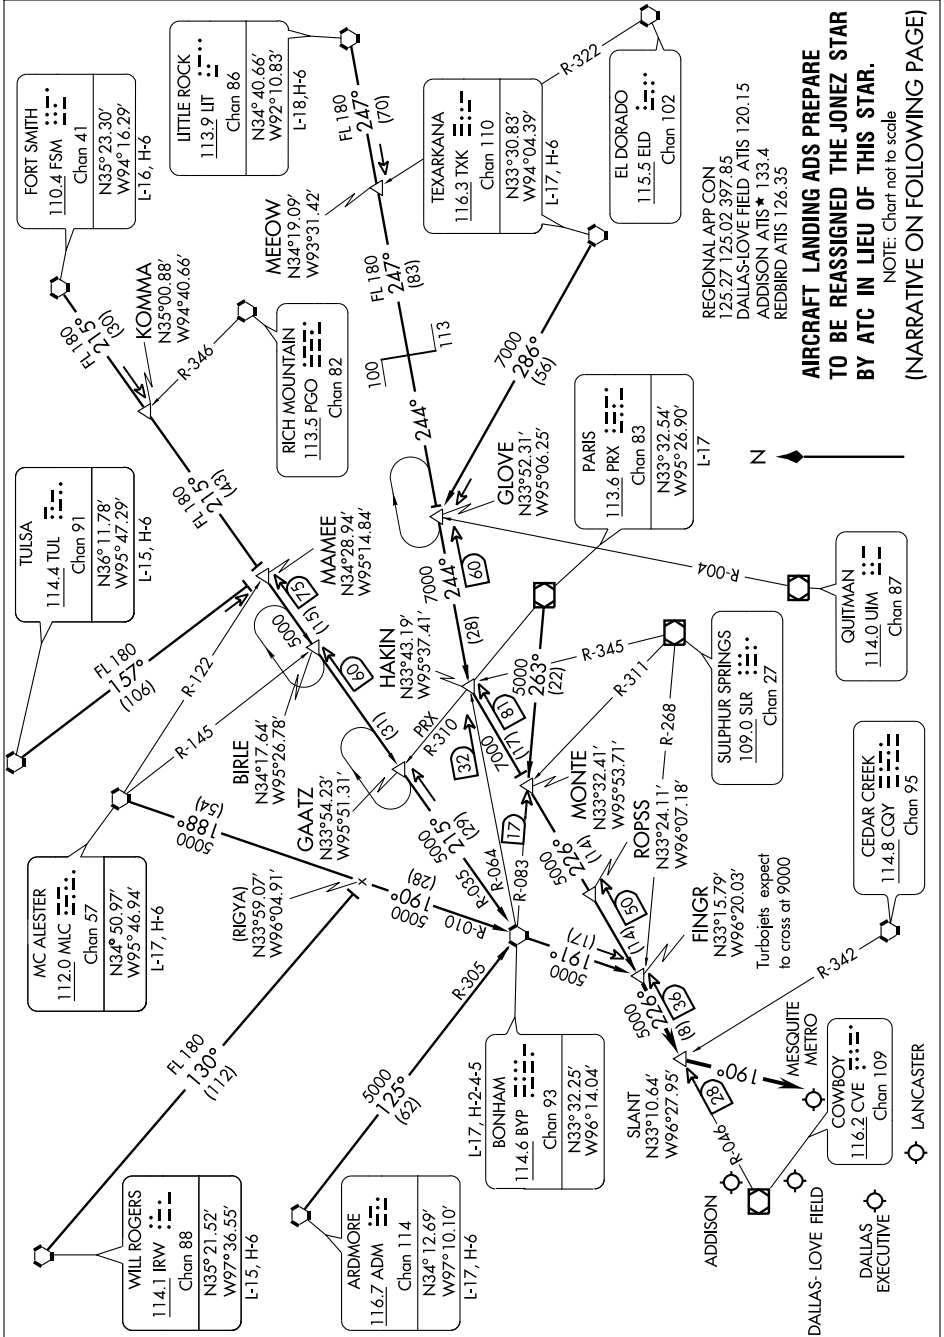 TULSA
114.4 TUL
Chan 91
N36°11.78′
W95°47.29′
L-15, H-6
FORT SMITH
110.4 FSM
Chan 41
N35°23.30′
W94°16.29′
L-16, H-6
LITTLE ROCK
113.9 LIT
Chan 86
N34°40.66′
W92°10.83′
L-18,H-6
MC ALESTER
112.0 MLC
Chan 57
N34°50.97′
W95°46.94′
L-17, H-6
WILL ROGERS
114.1 IRW
Chan 88
N35°21.52′
W97°36.55′
L-15, H-6
ARDMORE
116.7 ADM
Chan 114
N34°12.69′
W97°10.10′
L-17, H-6
L-17, H-2-4-5
BONHAM
114.6 BYP
Chan 93
N33°32.25′
W96°14.04′
RICH MOUNTAIN
113.5 PGO
Chan 82
TEXARKANA
116.3 TXK
Chan 110
N33°30.83′
W94°04.39′
L-17, H-6
EL DORADO
115.5 ELD
Chan 102
PARIS
113.6 PRX
Chan 83
N33°32.54′
W95°26.90′
L-17
QUITMAN
114.0 UIM
Chan 87
SULPHUR SPRINGS
109.0 SLR
Chan 27
CEDAR CREEK
114.8 CQY
Chan 95
COWBOY
116.2 CVE
Chan 109
KOMMA
N35°00.88′
W94°40.66′
MEEOW
N34°19.09′
W93°31.42′
MAMEE
N34°28.94′
W95°14.84′
BIRLE
N34°17.64′
W95°26.78′
GAATZ
N33°54.23′
W95°51.31′
(RIGYA)
N33°59.07′
W96°04.91′
HAKIN
N33°43.19′
W95°37.41′
GLOVE
N33°52.31′
W95°06.25′
MONTE
N33°32.41′
W95°53.71′
ROPSS
N33°24.11′
W96°07.18′
FINGR
N33°15.79′
W96°20.03′
Turbojets expect
to cross at 9000
SLANT
N33°10.64′
W96°27.95′
FL 180
157°
(106)
FL 180
215°
(30)
R-346
FL 180
215°
(43)
FL 180
247°
(70)
R-322
FL 180
247°
(83)
100
113
244°
7000
286°
(56)
R-004
60
7000
244°
(28)
R-122
R-145
75
5000
(15)
60
(31)
5000
188°
(54)
FL 180
130°
(112)
5000
190°
(28)
R-010
5000
215°
(29)
R-035
PRX
R-310
R-064
R-083
32
17
81
7000
(17)
5000
263°
(22)
R-345
R-311
R-268
5000
226°
(14)
50
(14)
5000
191°
(17)
5000
125°
(62)
R-305
36
5000
226°
(8)
R-342
28
R-046
190°
ADDISON
DALLAS- LOVE FIELD
DALLAS
EXECUTIVE
LANCASTER
MESQUITE
METRO
N
REGIONAL APP CON
125.27 125.02 397.85
DALLAS-LOVE FIELD ATIS 120.15
ADDISON ATIS★ 133.4
REDBIRD ATIS 126.35
AIRCRAFT LANDING ADS PREPARE
TO BE REASSIGNED THE JONEZ STAR
BY ATC IN LIEU OF THIS STAR.
NOTE: Chart not to scale
(NARRATIVE ON FOLLOWING PAGE)